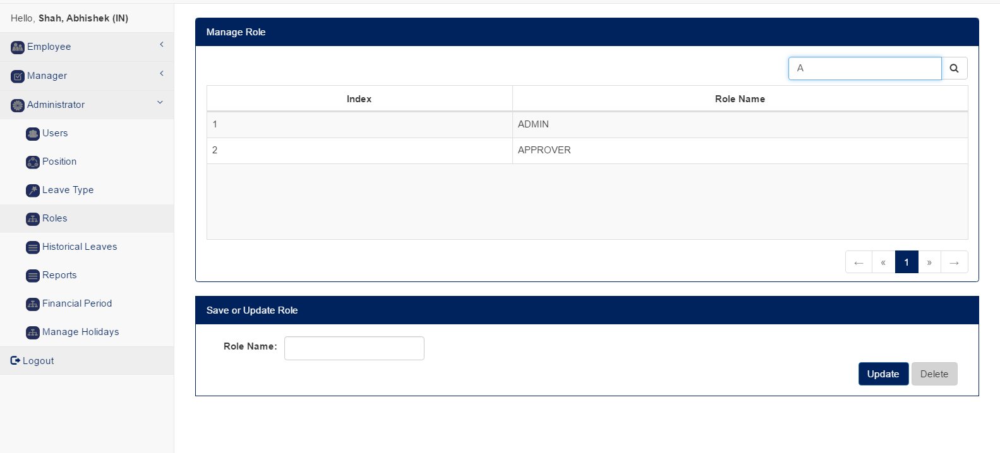 Hello, Shah, Abhishek (IN)
Employee
Manager
Administrator
Users
Position
Leave Type
Roles
Historical Leaves
Reports
Financial Period
Manage Holidays
Logout
Manage Role
A
Index Role Name
1 ADMIN
2 APPROVER
← « 1 » →
Save or Update Role
Role Name:
Update Delete